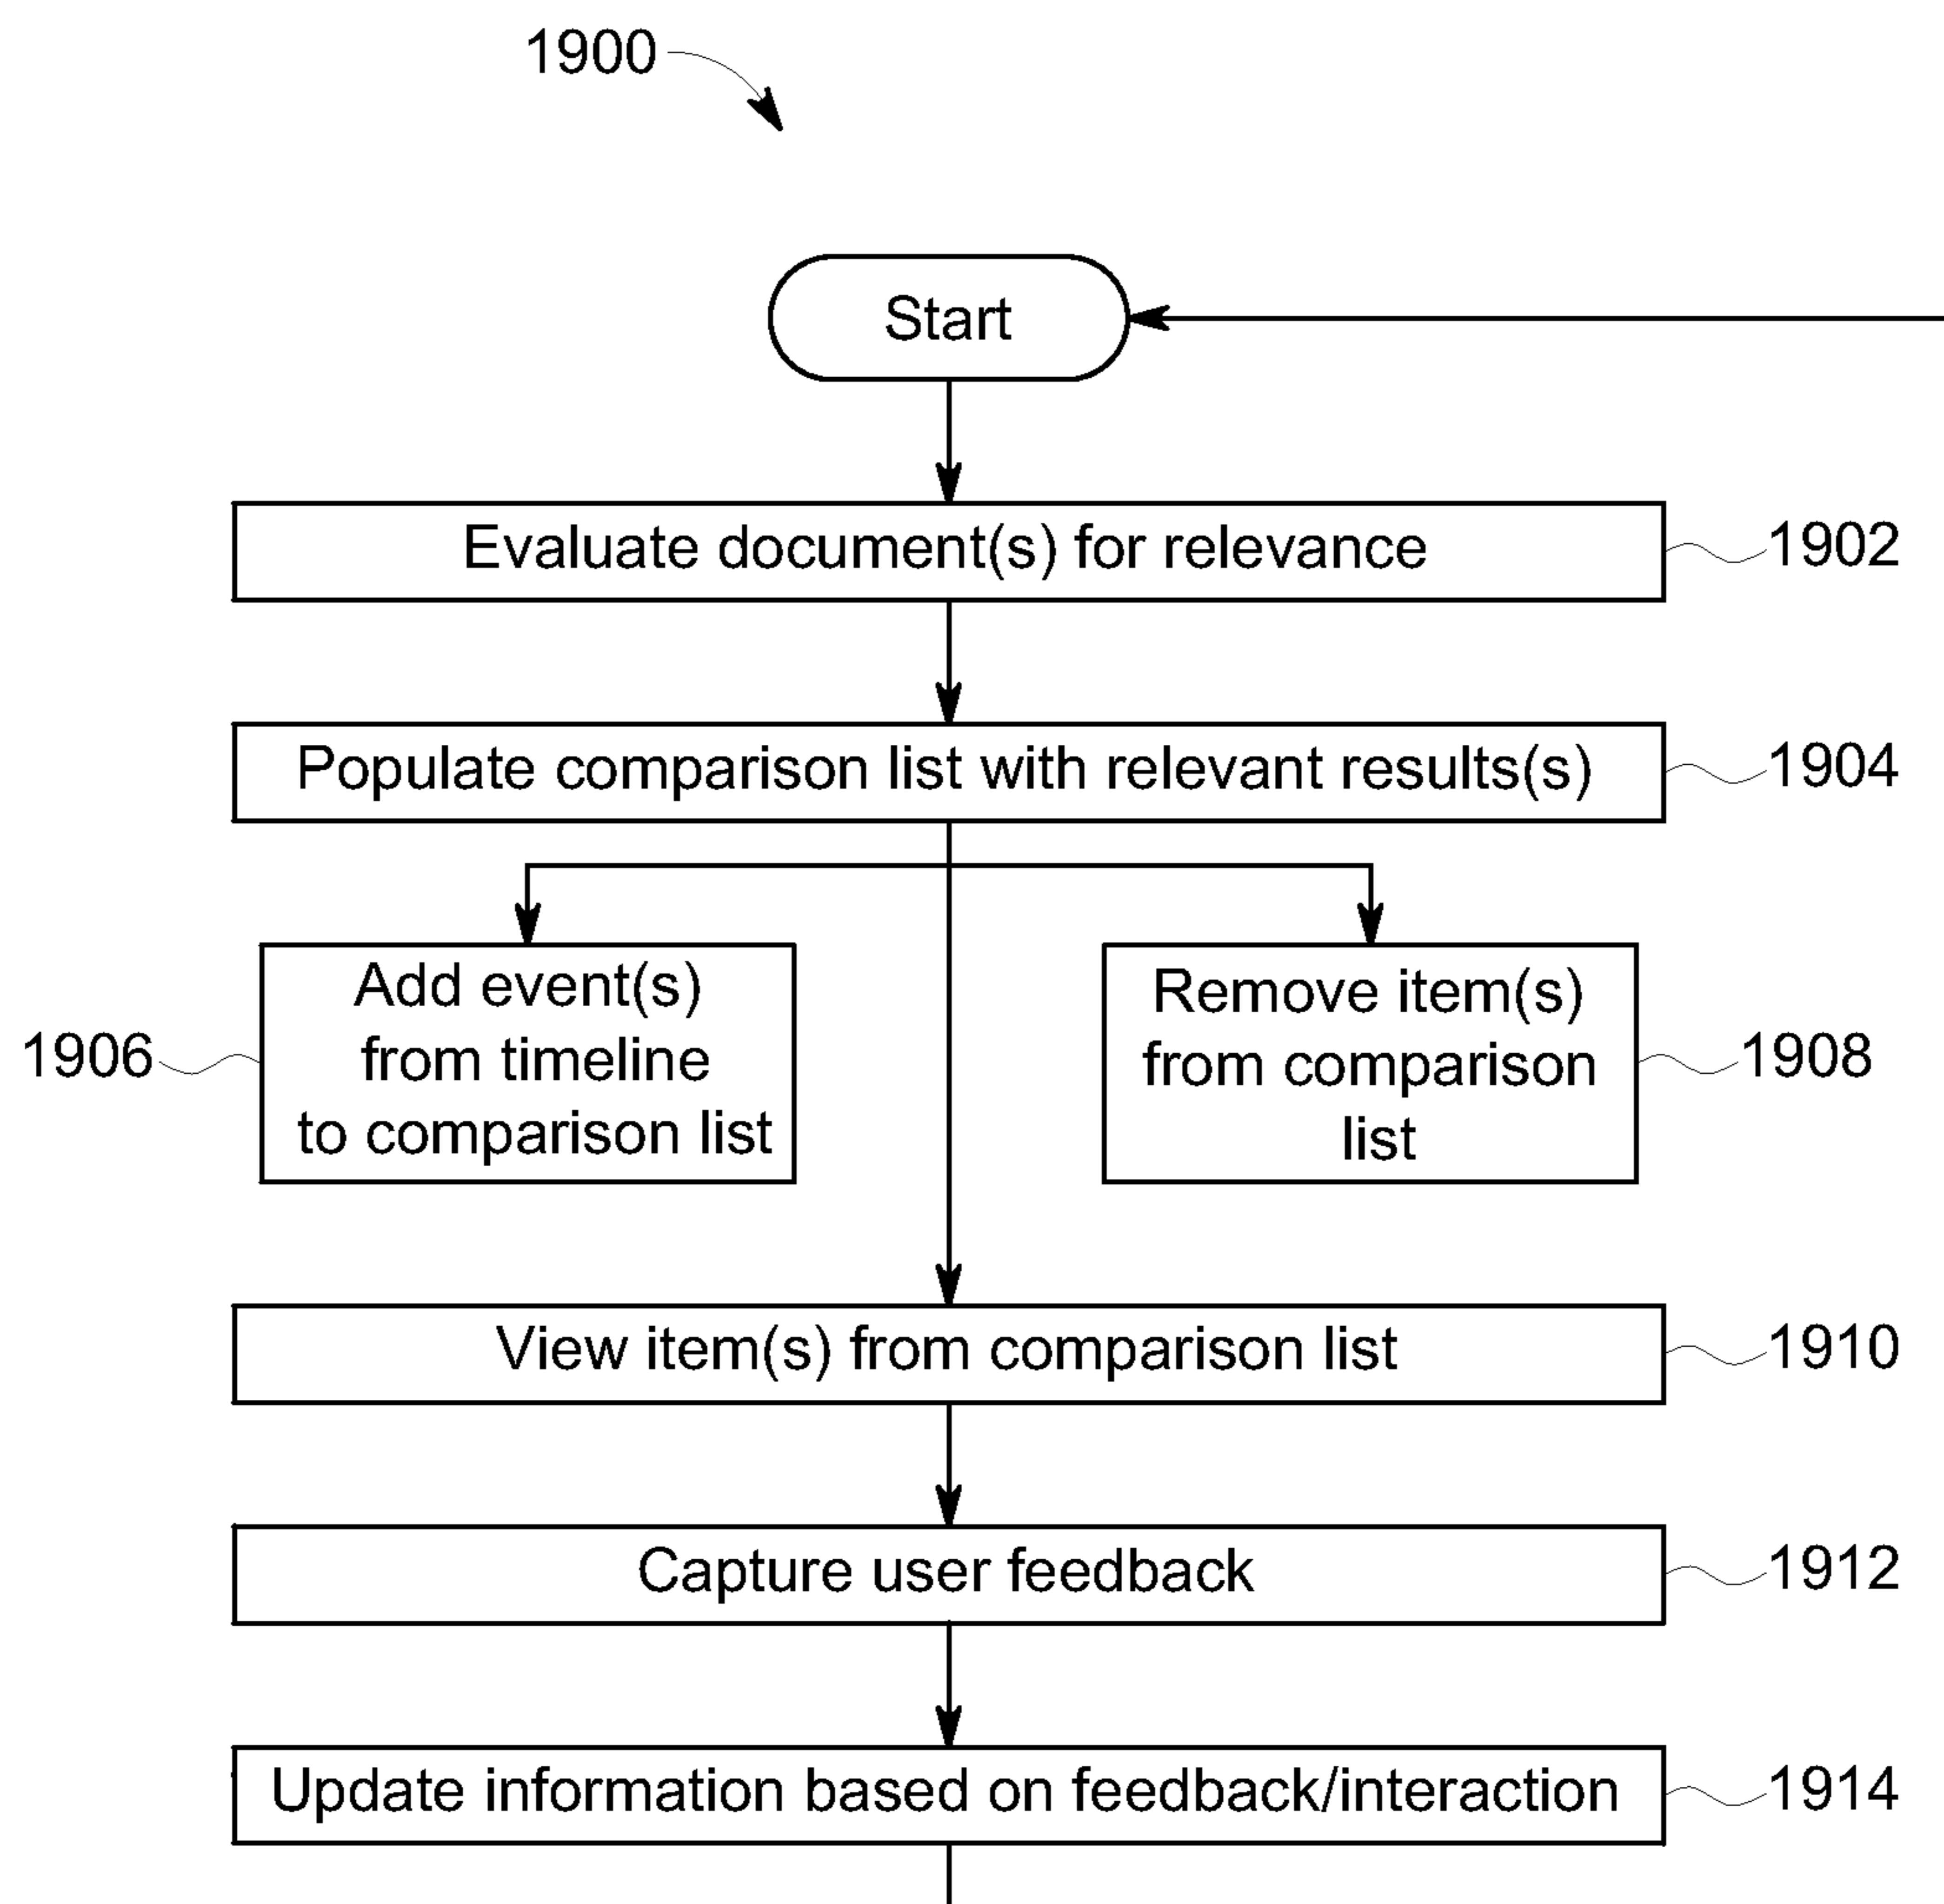 1900
Start
Evaluate document(s) for relevance
1902
Populate comparison list with relevant results(s)
1904
Add event(s)
from timeline
to comparison list
1906
Remove item(s)
from comparison
list
1908
View item(s) from comparison list
1910
Capture user feedback
1912
Update information based on feedback/interaction
1914